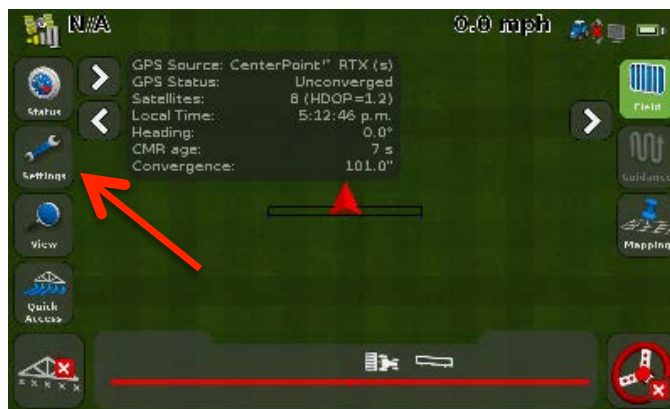 N/A
0.0 mph
GPS Source: CenterPoint™ RTX (s)
GPS Status: Unconverged
Satellites: 8 (HDOP=1.2)
Local Time: 5:12:46 p.m.
Heading: 0.0°
CMR age: 7 s
Convergence: 101.0"
Status
Field
Settings
Guidance
View
Mapping
Quick
Access